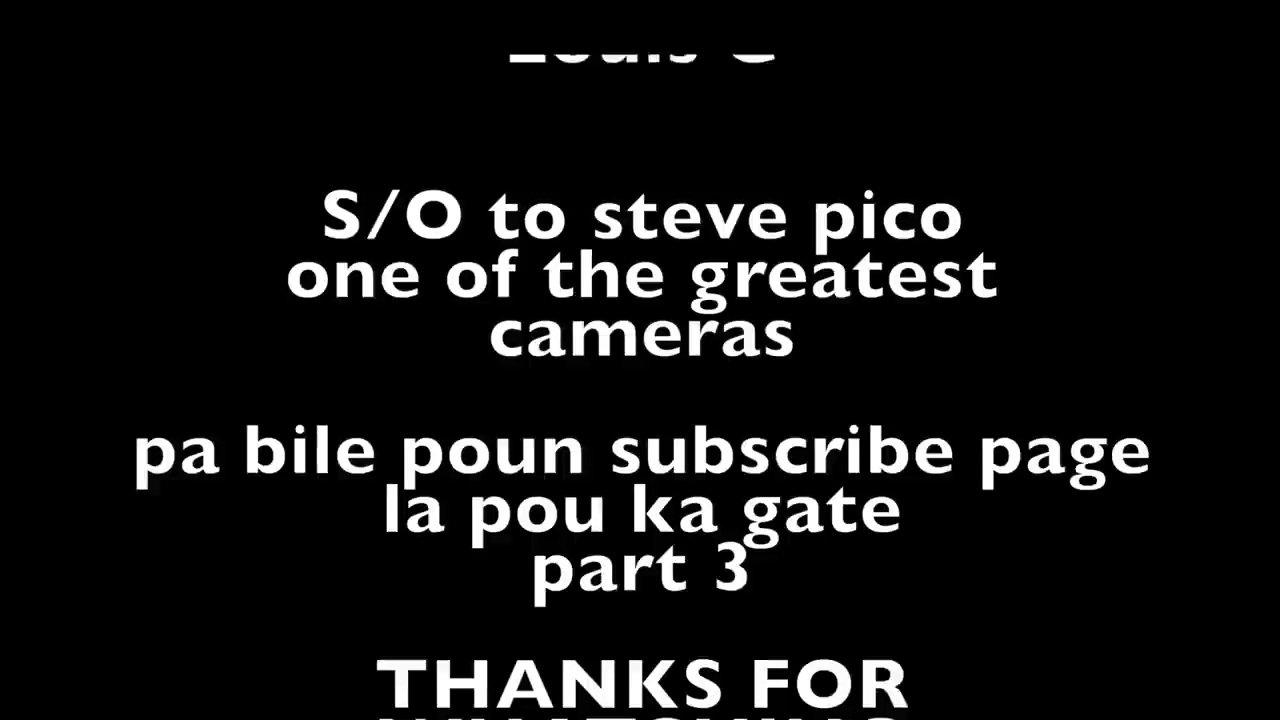 S/O to steve pico
one of the greatest
cameras
pa bile poun subscribe page
la pou ka gate
part 3
THANKS FOR